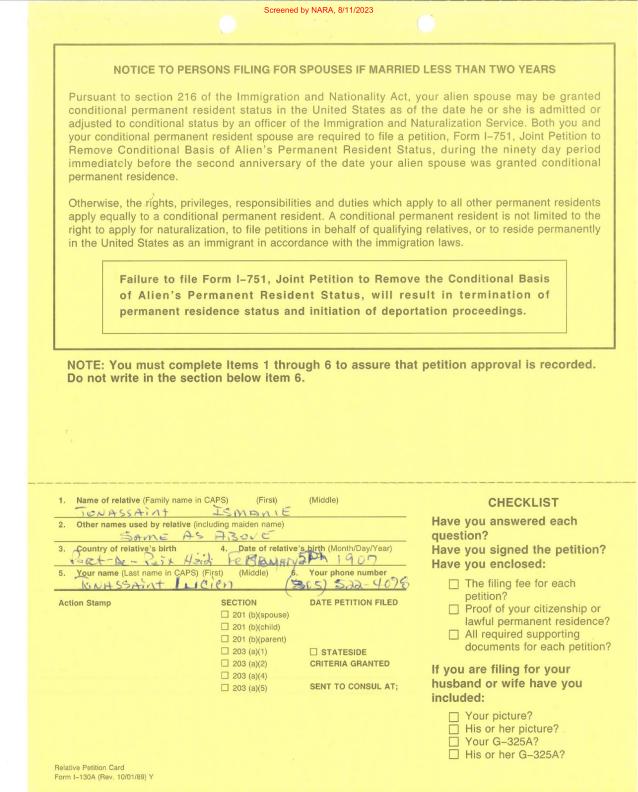 Screened by NARA, 8/11/2023
NOTICE TO PERSONS FILING FOR SPOUSES IF MARRIED LESS THAN TWO YEARS
Pursuant to section 216 of the Immigration and Nationality Act, your alien spouse may be granted
conditional permanent resident status in the United States as of the date he or she is admitted or
adjusted to conditional status by an officer of the Immigration and Naturalization Service. Both you and
your conditional permanent resident spouse are required to file a petition, Form I–751, Joint Petition to
Remove Conditional Basis of Alien's Permanent Resident Status, during the ninety day period
immediately before the second anniversary of the date your alien spouse was granted conditional
permanent residence.
Otherwise, the rights, privileges, responsibilities and duties which apply to all other permanent residents
apply equally to a conditional permanent resident. A conditional permanent resident is not limited to the
right to apply for naturalization, to file petitions in behalf of qualifying relatives, or to reside permanently
in the United States as an immigrant in accordance with the immigration laws.
Failure to file Form I–751, Joint Petition to Remove the Conditional Basis
of Alien's Permanent Resident Status, will result in termination of
permanent residence status and initiation of deportation proceedings.
NOTE: You must complete Items 1 through 6 to assure that petition approval is recorded.
Do not write in the section below item 6.
1. Name of relative (Family name in CAPS) (First) (Middle)
TONASSAINT ISMANIE
2. Other names used by relative (including maiden name)
SAME AS ABOVE
3. Country of relative's birth 4. Date of relative's birth (Month/Day/Year)
Port-de-Paix 1907
5. Your name (Last name in CAPS) (First) (Middle) 6. Your phone number
Lucien (305) 522-4078
Action Stamp SECTION DATE PETITION FILED
201 (b)(spouse)
201 (b)(child)
201 (b)(parent)
203 (a)(1) STATESIDE
203 (a)(2) CRITERIA GRANTED
203 (a)(4)
203 (a)(5) SENT TO CONSUL AT;
CHECKLIST
Have you answered each
question?
Have you signed the petition?
Have you enclosed:
The filing fee for each
petition?
Proof of your citizenship or
lawful permanent residence?
All required supporting
documents for each petition?
If you are filing for your
husband or wife have you
included:
Your picture?
His or her picture?
Your G–325A?
His or her G–325A?
Relative Petition Card
Form I–130A (Rev. 10/01/89) Y